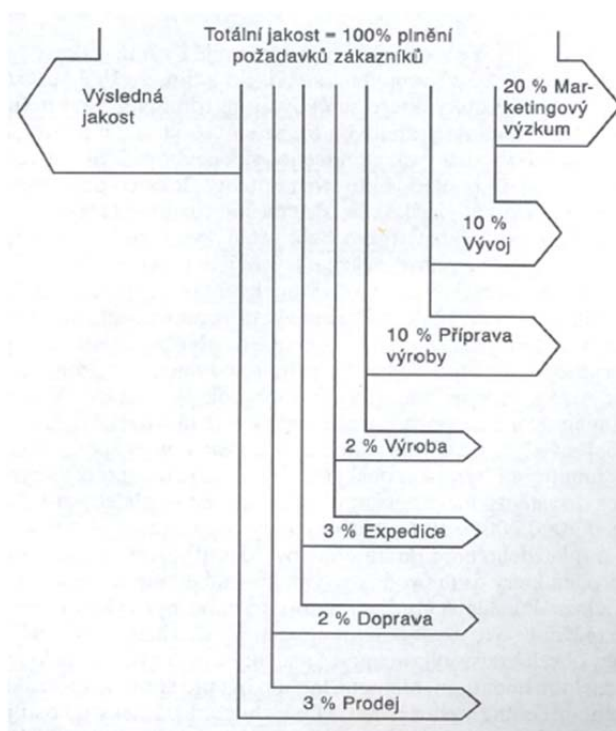 Totální jakost = 100% plnění
požadavků zákazníků
Výsledná
jakost
20 % Mar-
ketingový
výzkum
10 %
Vývoj
10 % Příprava
výroby
2 % Výroba
3 % Expedice
2 % Doprava
3 % Prodej